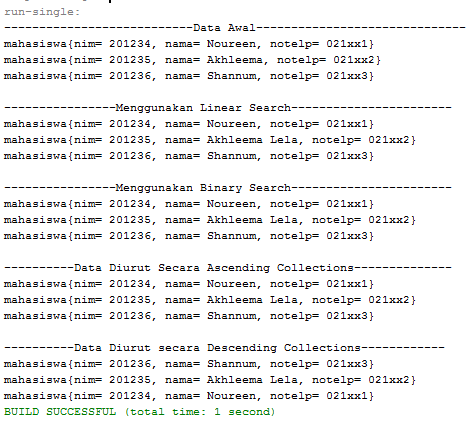 run-single:
---------------------------Data Awal------------------------------
mahasiswa{nim= 201234, nama= Noureen, notelp= 021xx1}
mahasiswa{nim= 201235, nama= Akhleema, notelp= 021xx2}
mahasiswa{nim= 201236, nama= Shannum, notelp= 021xx3}
----------------Menggunakan Linear Search-----------------------
mahasiswa{nim= 201234, nama= Noureen, notelp= 021xx1}
mahasiswa{nim= 201235, nama= Akhleema Lela, notelp= 021xx2}
mahasiswa{nim= 201236, nama= Shannum, notelp= 021xx3}
----------------Menggunakan Binary Search-----------------------
mahasiswa{nim= 201234, nama= Noureen, notelp= 021xx1}
mahasiswa{nim= 201235, nama= Akhleema Lela, notelp= 021xx2}
mahasiswa{nim= 201236, nama= Shannum, notelp= 021xx3}
----------Data Diurut Secara Ascending Collections--------------
mahasiswa{nim= 201234, nama= Noureen, notelp= 021xx1}
mahasiswa{nim= 201235, nama= Akhleema Lela, notelp= 021xx2}
mahasiswa{nim= 201236, nama= Shannum, notelp= 021xx3}
----------Data Diurut secara Descending Collections------------
mahasiswa{nim= 201236, nama= Shannum, notelp= 021xx3}
mahasiswa{nim= 201235, nama= Akhleema Lela, notelp= 021xx2}
mahasiswa{nim= 201234, nama= Noureen, notelp= 021xx1}
BUILD SUCCESSFUL (total time: 1 second)